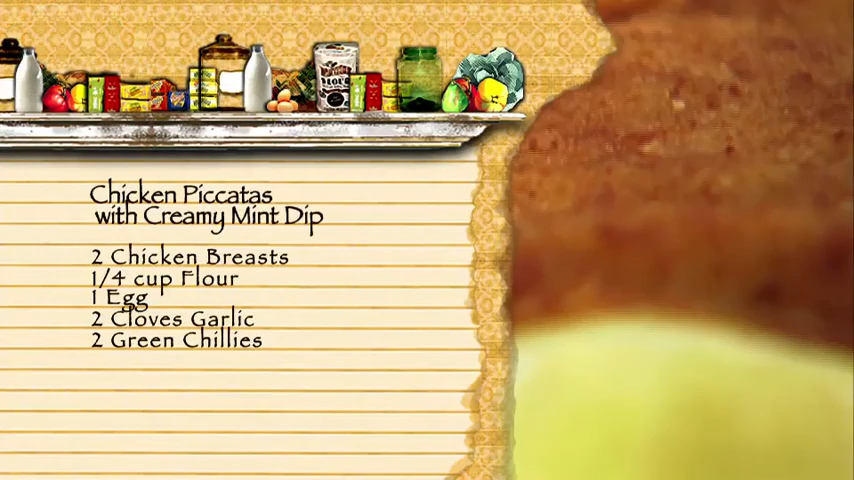 Chicken Piccatas
with Creamy Mint Dip
2 Chicken Breasts
1/4 cup Flour
1 Egg
2 Cloves Garlic
2 Green Chillies